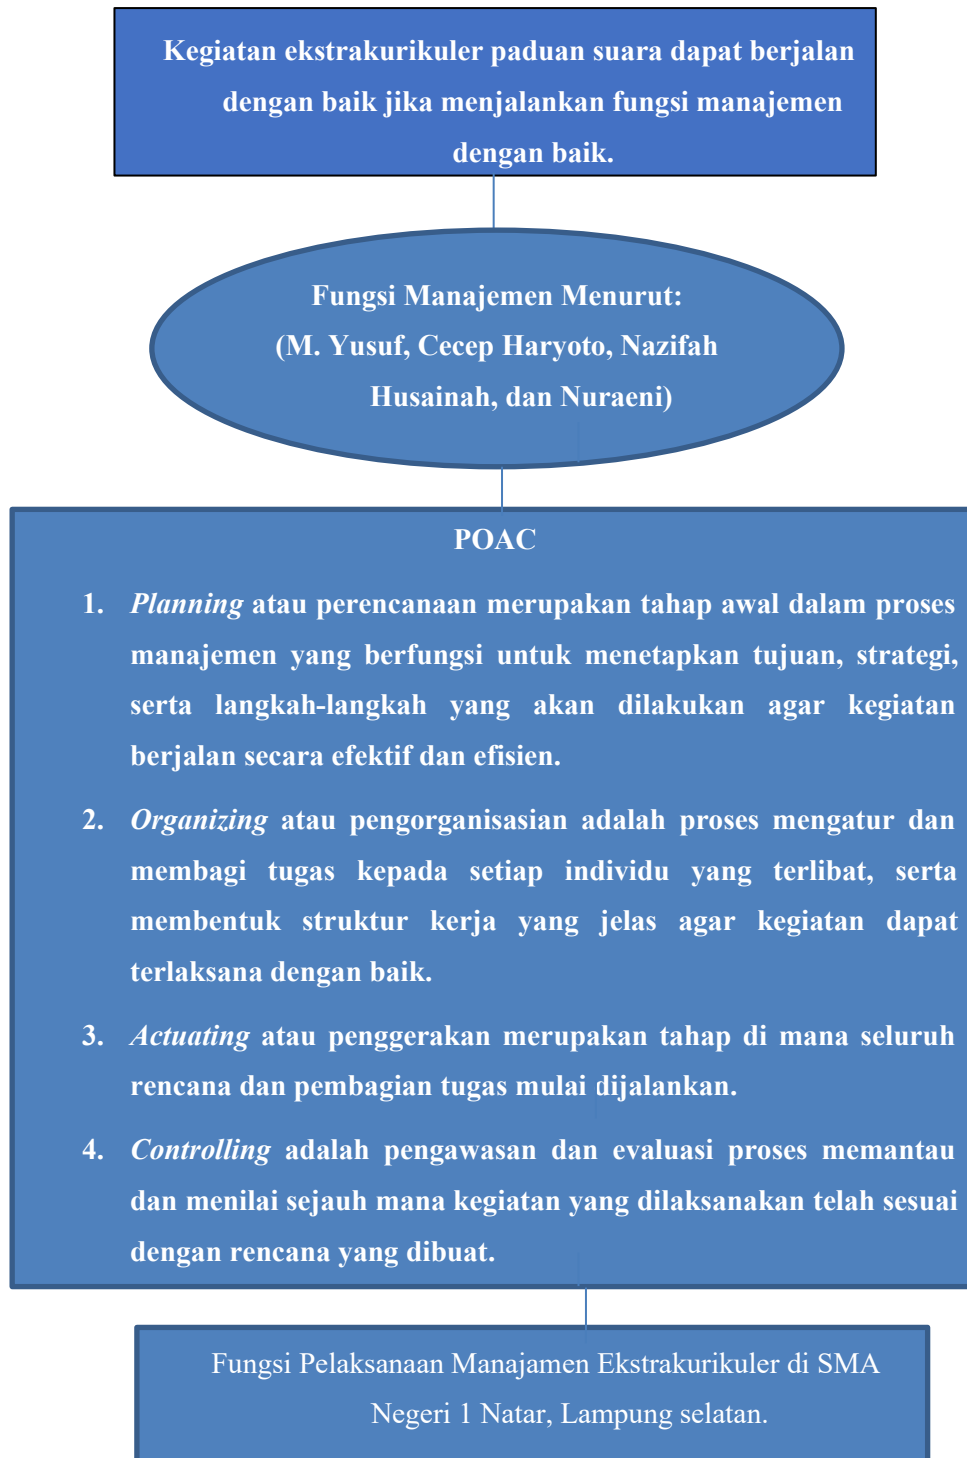 Kegiatan ekstrakurikuler paduan suara dapat berjalan
dengan baik jika menjalankan fungsi manajemen
dengan baik.
Fungsi Manajemen Menurut:
(M. Yusuf, Cecep Haryoto, Nazifah
Husainah, dan Nuraeni)
POAC
1. Planning atau perencanaan merupakan tahap awal dalam proses
manajemen yang berfungsi untuk menetapkan tujuan, strategi,
serta langkah-langkah yang akan dilakukan agar kegiatan
berjalan secara efektif dan efisien.
2. Organizing atau pengorganisasian adalah proses mengatur dan
membagi tugas kepada setiap individu yang terlibat, serta
membentuk struktur kerja yang jelas agar kegiatan dapat
terlaksana dengan baik.
3. Actuating atau penggerakan merupakan tahap di mana seluruh
rencana dan pembagian tugas mulai dijalankan.
4. Controlling adalah pengawasan dan evaluasi proses memantau
dan menilai sejauh mana kegiatan yang dilaksanakan telah sesuai
dengan rencana yang dibuat.
Fungsi Pelaksanaan Manajamen Ekstrakurikuler di SMA
Negeri 1 Natar, Lampung selatan.